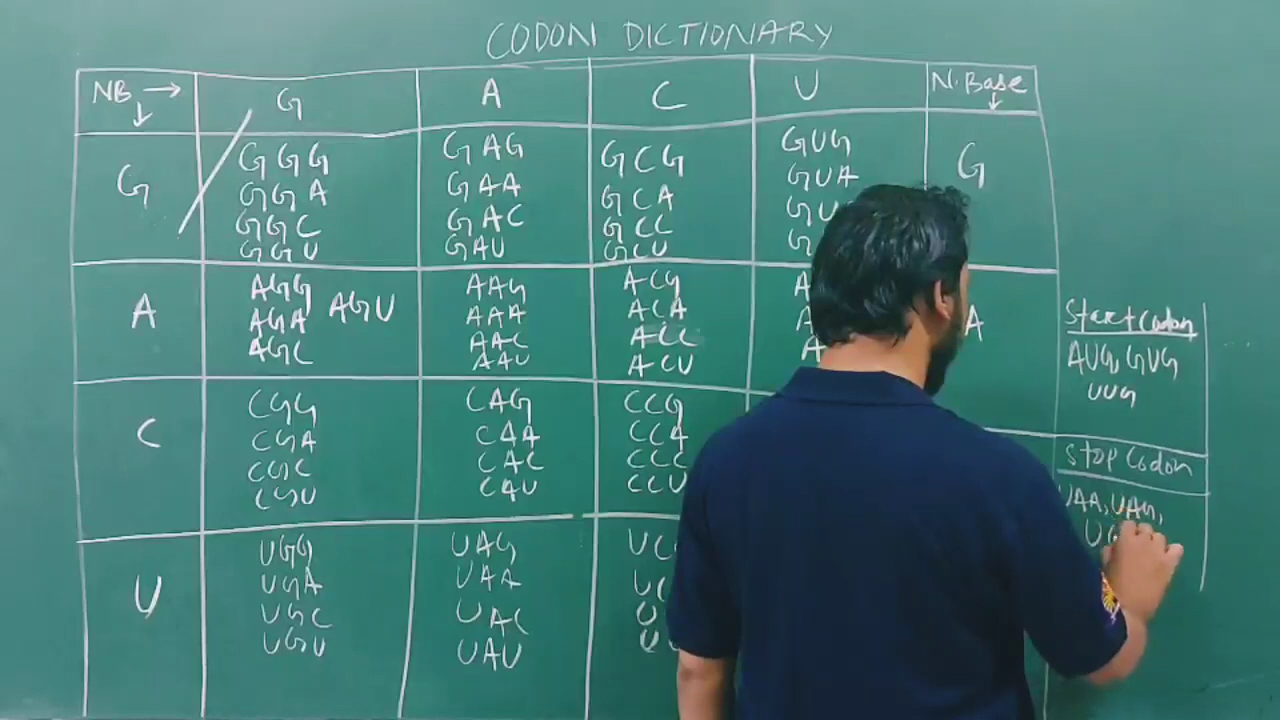 CODON DICTIONARY
NB → G A C U N.Base
↓ ↓
G
GGG GAG GCG GUG G
GGA GAA GCA GUA
GGC GAC GCC
GGU GAU GCU
A
AGG AGU AAG ACG A
AGA AAA ACA
AGC AAC ACC
AAU ACU
C
CGG CAG CCG
CGA CAA CCA
CGC CAC CCC
CGU CAU CCU
U
UGG UAG
UGA UAA
UGC UAC
UGU UAU
Start Codon
AUG, GUG
UUG
Stop Codon
UAA, UAG,